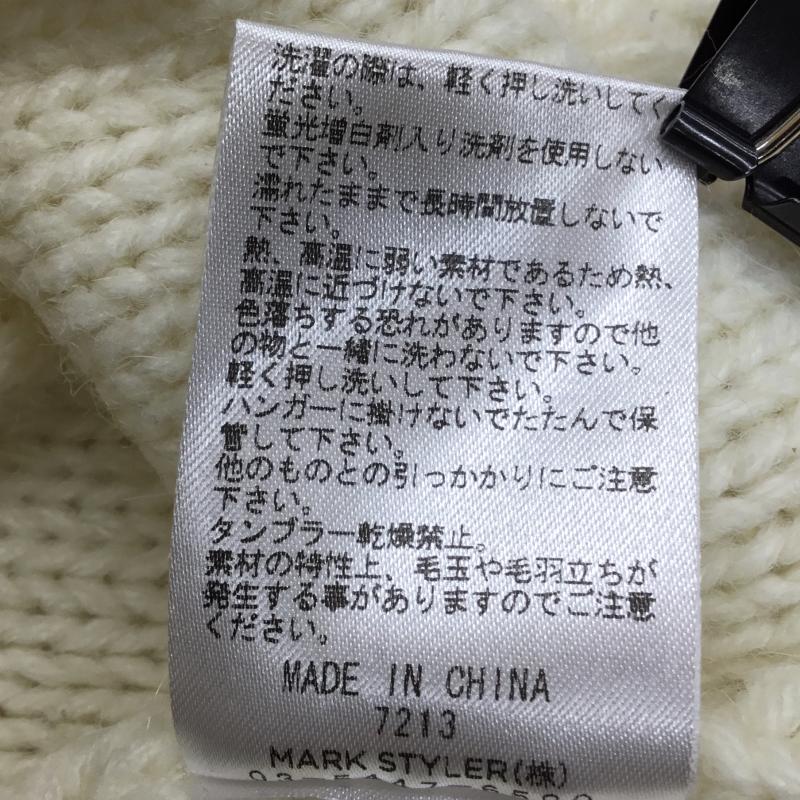 洗濯の際は、軽く押し洗いしてく
ださい。
蛍光増白剤入り洗剤を使用しない
で下さい。
濡れたままで長時間放置しないで
下さい。
熱、高温に弱い素材であるため熱、
高温に近づけないで下さい。
色落ちする恐れがありますので他
の物と一緒に洗わないで下さい。
軽く押し洗いして下さい。
ハンガーに掛けないでたたんで保
管して下さい。
他のものとの引っかかりにご注意
下さい。
タンブラー乾燥禁止。
素材の特性上、毛玉や毛羽立ちが
発生する事がありますのでご注意
ください。
MADE IN CHINA
7213
MARK STYLER(株)